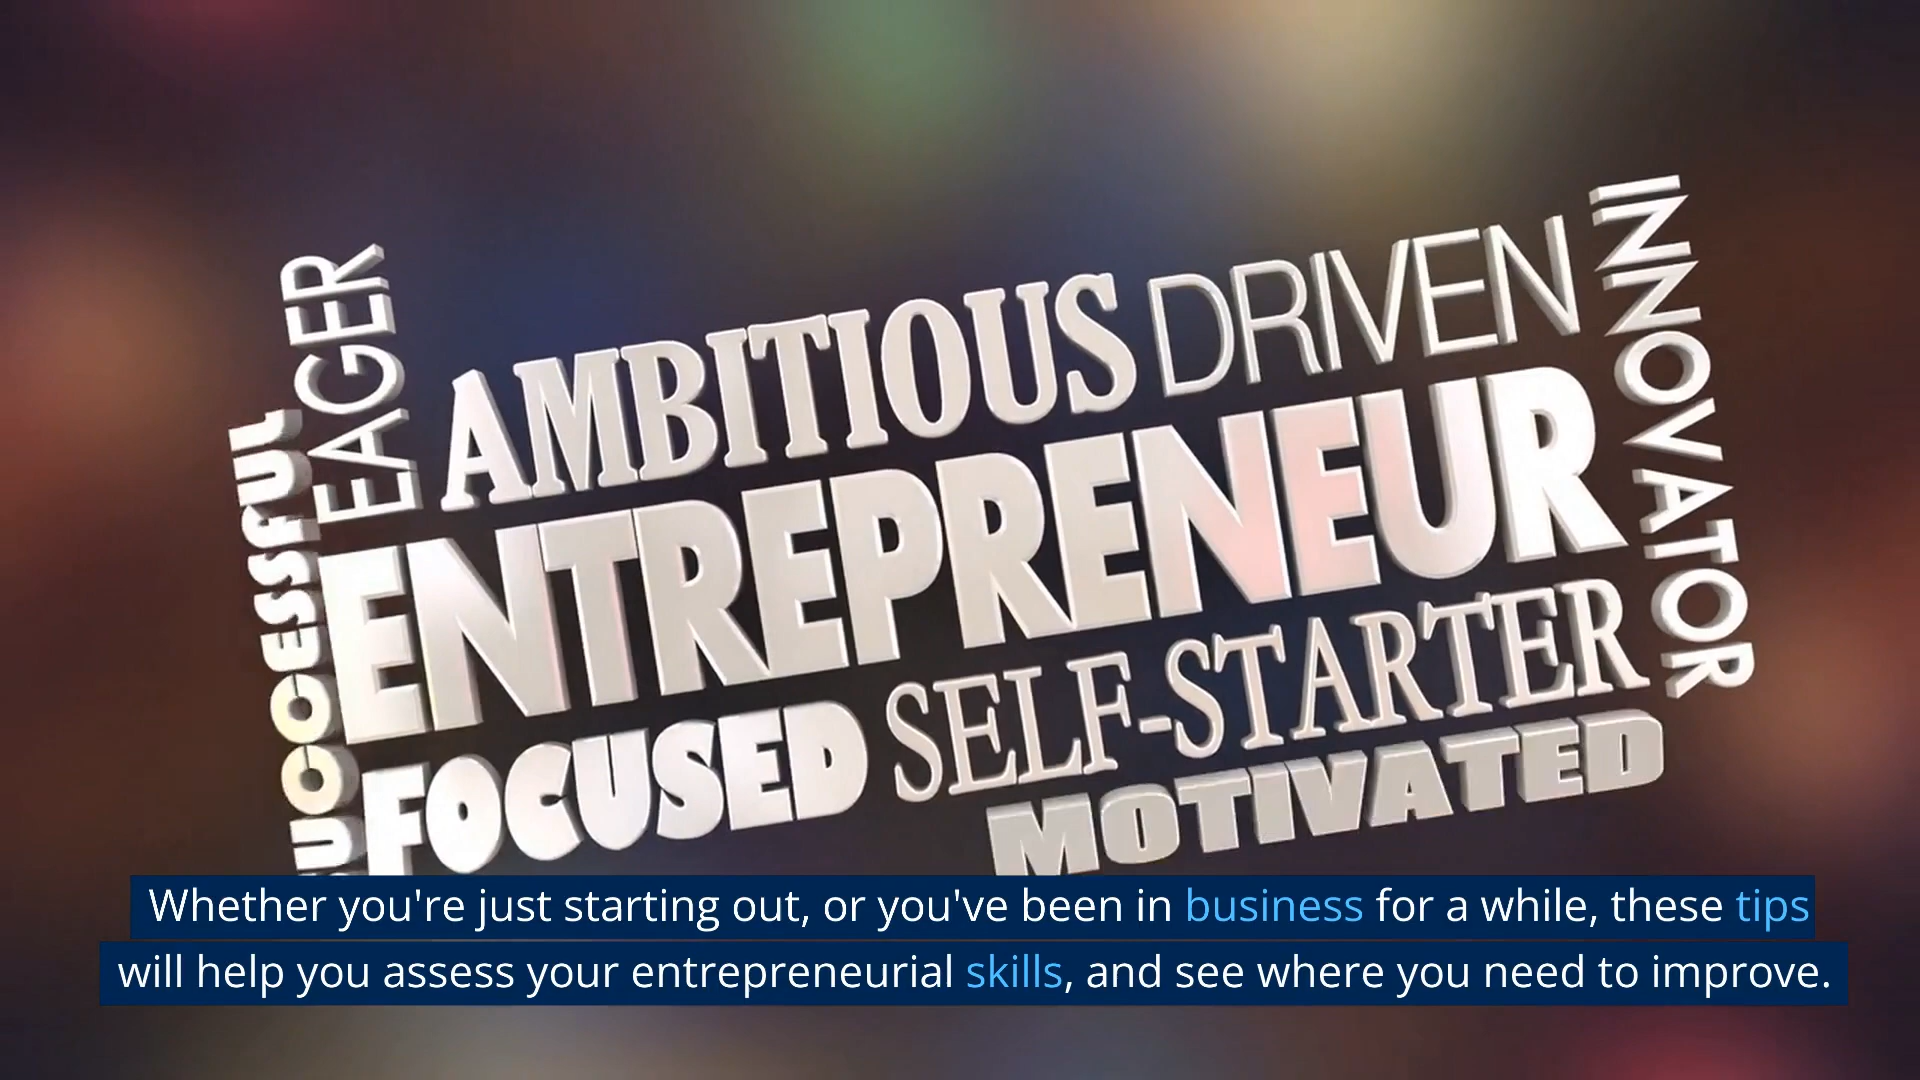 EAGER
SUCCESSFUL
AMBITIOUS DRIVEN
INNOVATOR
ENTREPRENEUR
FOCUSED SELF-STARTER
MOTIVATED
Whether you're just starting out, or you've been in business for a while, these tips
will help you assess your entrepreneurial skills, and see where you need to improve.